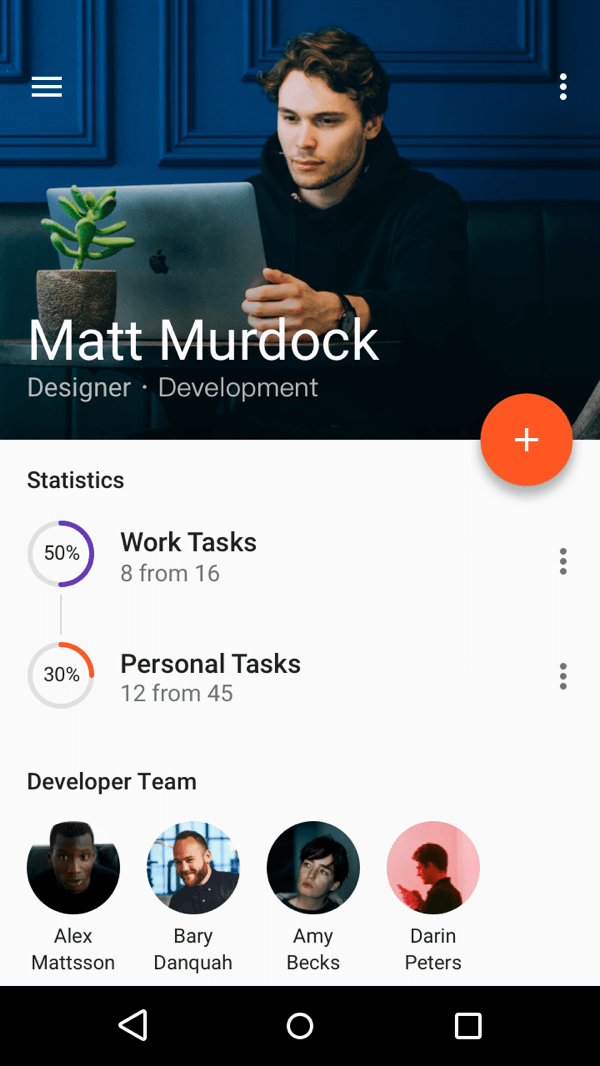 Matt Murdock
Designer · Development
Statistics
50%
Work Tasks
8 from 16
30%
Personal Tasks
12 from 45
Developer Team
Alex
Mattsson
Bary
Danquah
Amy
Becks
Darin
Peters